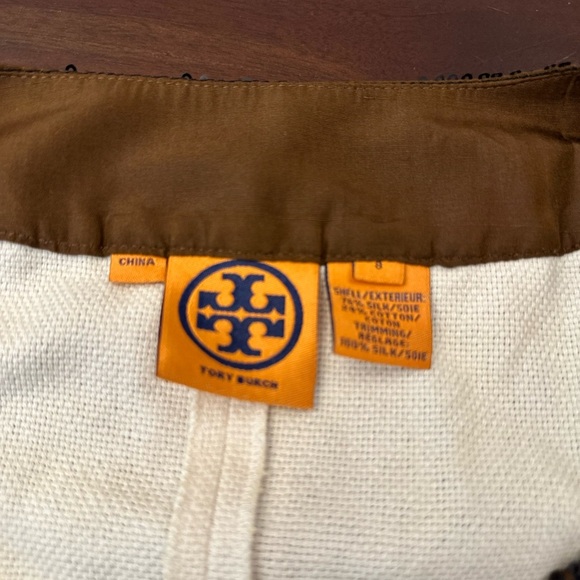 CHINA
TORY BURCH
8
SHELL/EXTERIEUR:
76% SILK/SOIE
24% COTTON/
COTON
TRIMMING/
REGLAGE:
100% SILK/SOIE